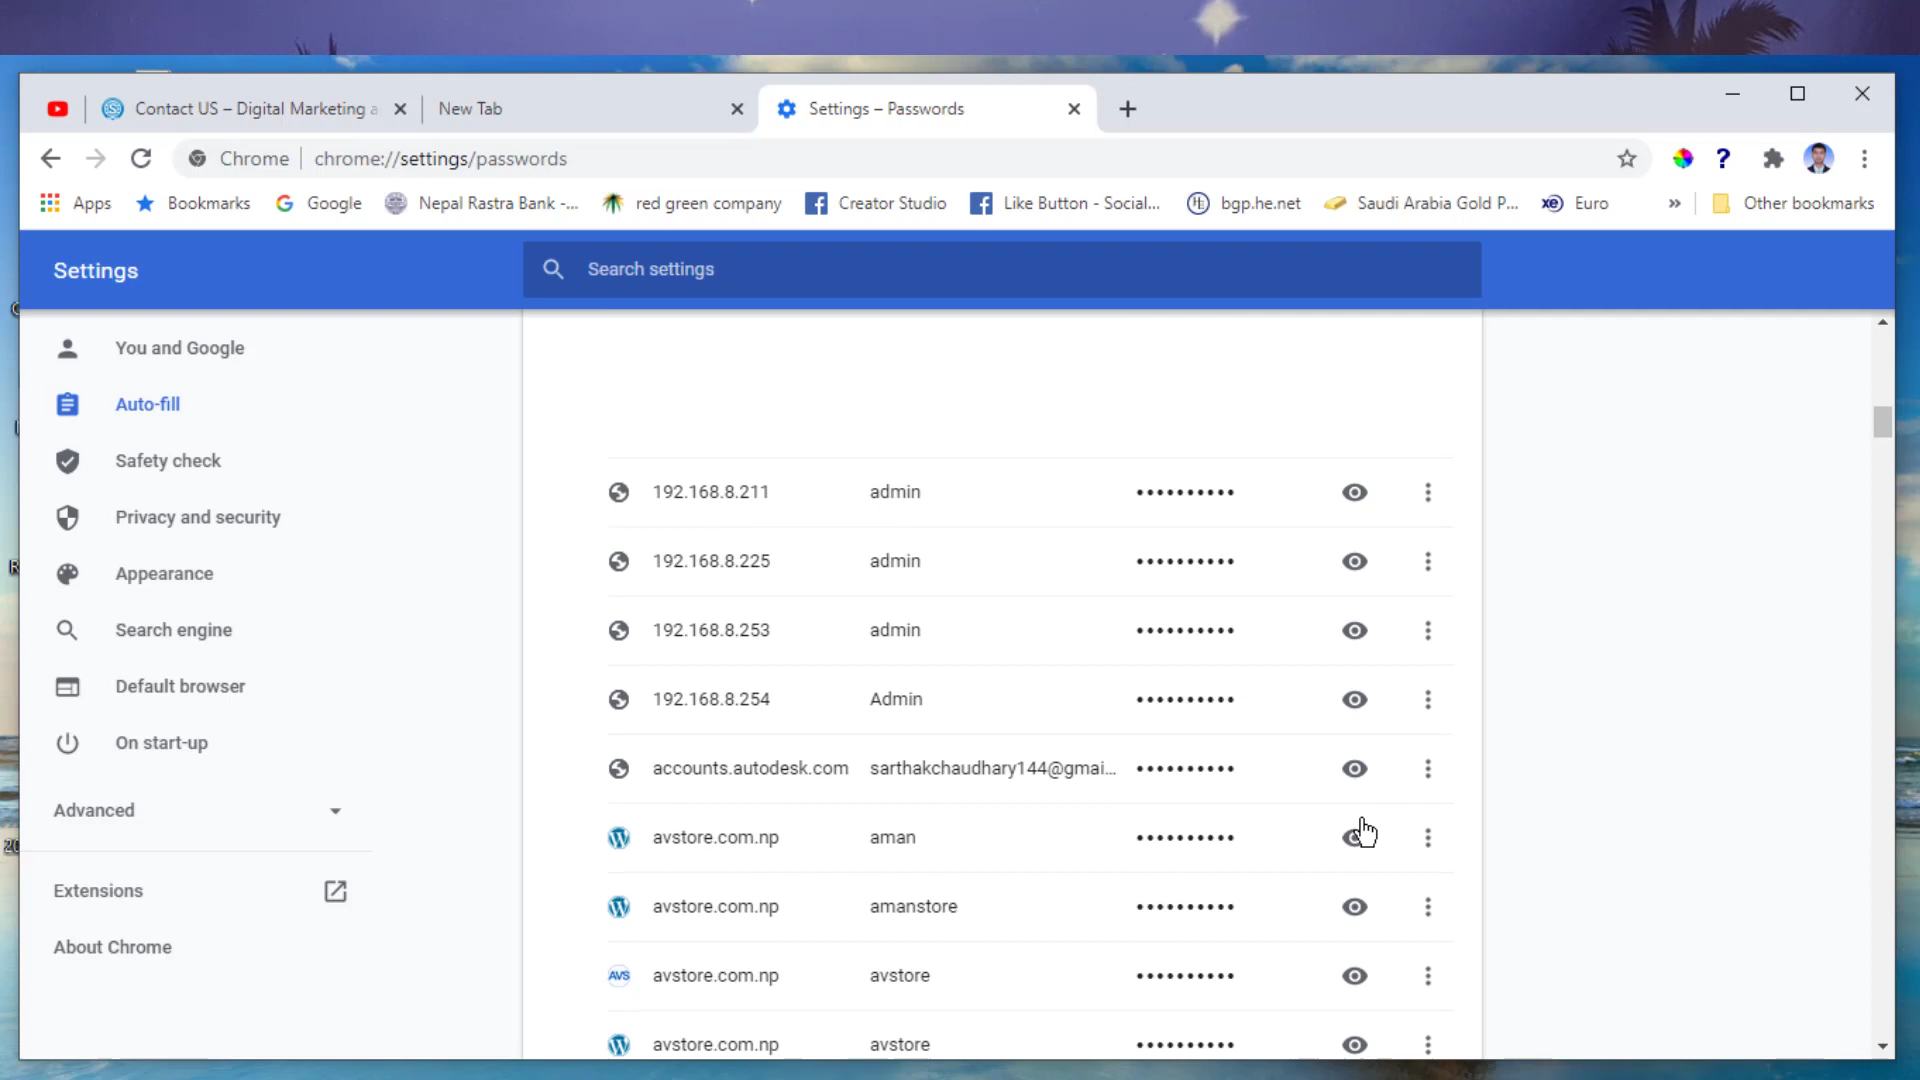 Contact US – Digital Marketing a
New Tab
Settings – Passwords
Chrome
chrome://settings/passwords
Apps
Bookmarks
Google
Nepal Rastra Bank -...
red green company
Creator Studio
Like Button - Social...
bgp.he.net
Saudi Arabia Gold P...
Euro
»
Other bookmarks
Settings
Search settings
You and Google
Auto-fill
Safety check
Privacy and security
Appearance
Search engine
Default browser
On start-up
Advanced
Extensions
About Chrome
192.168.8.211 admin ••••••••••
192.168.8.225 admin ••••••••••
192.168.8.253 admin ••••••••••
192.168.8.254 Admin ••••••••••
accounts.autodesk.com sarthakchaudhary144@gmai... ••••••••••
avstore.com.np aman ••••••••••
avstore.com.np amanstore ••••••••••
AVS avstore.com.np avstore ••••••••••
avstore.com.np avstore ••••••••••